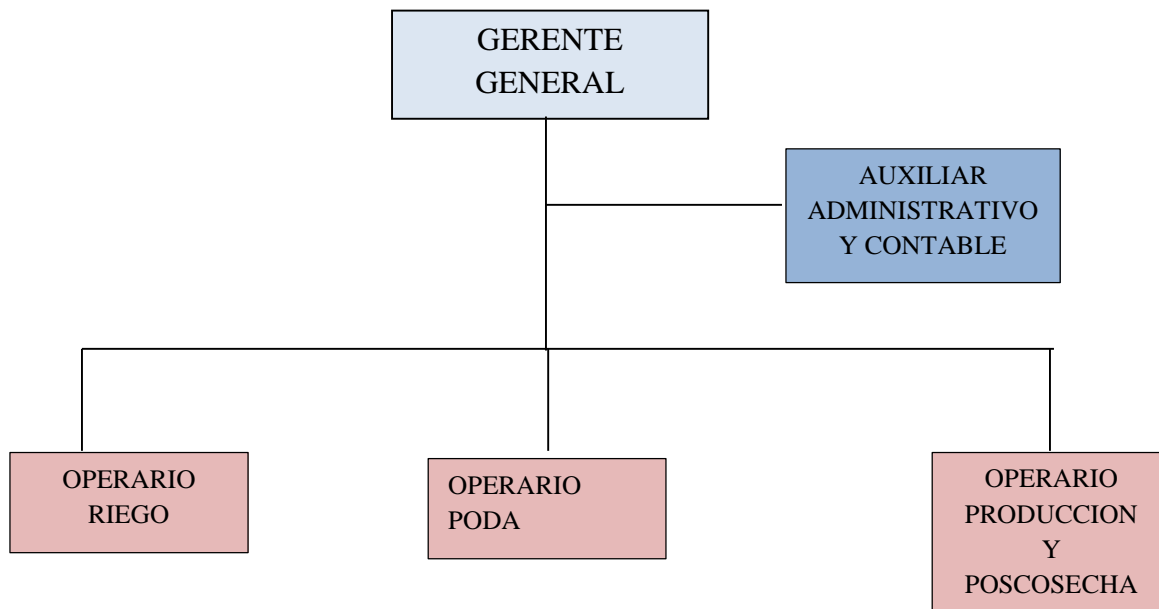 GERENTE
GENERAL
AUXILIAR
ADMINISTRATIVO
Y CONTABLE
OPERARIO
RIEGO
OPERARIO
PODA
OPERARIO
PRODUCCION
Y
POSCOSECHA